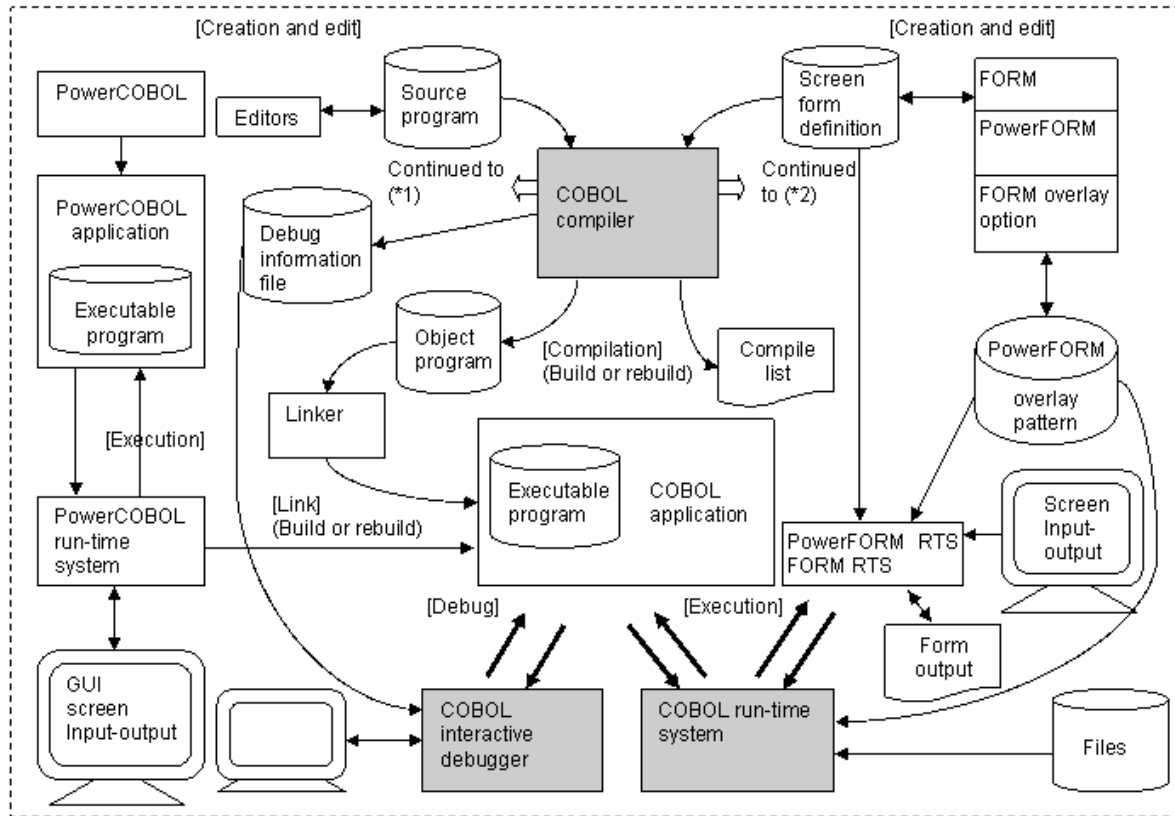 [Creation and edit]
[Creation and edit]
PowerCOBOL
Editors
Source
program
Screen
form
definition
FORM
PowerFORM
FORM overlay
option
Continued to
(*1)
COBOL
compiler
Continued
to (*2)
PowerCOBOL
application
Executable
program
Debug
information
file
Object
program
[Compilation]
(Build or rebuild)
Compile
list
PowerFORM
overlay
pattern
Linker
[Execution]
Executable
program
COBOL
application
[Link]
(Build or rebuild)
PowerCOBOL
run-time
system
PowerFORM RTS
FORM RTS
Screen
Input-
output
[Debug]
[Execution]
Form
output
GUI
screen
Input-output
COBOL
interactive
debugger
COBOL run-time
system
Files